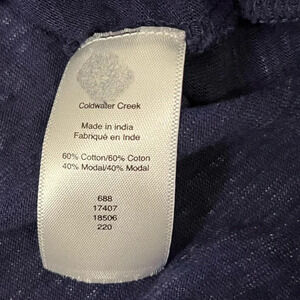 Coldwater Creek
Made in india
Fabriqué en Inde
60% Cotton/60% Coton
40% Modal/40% Modal
688
17407
18506
220